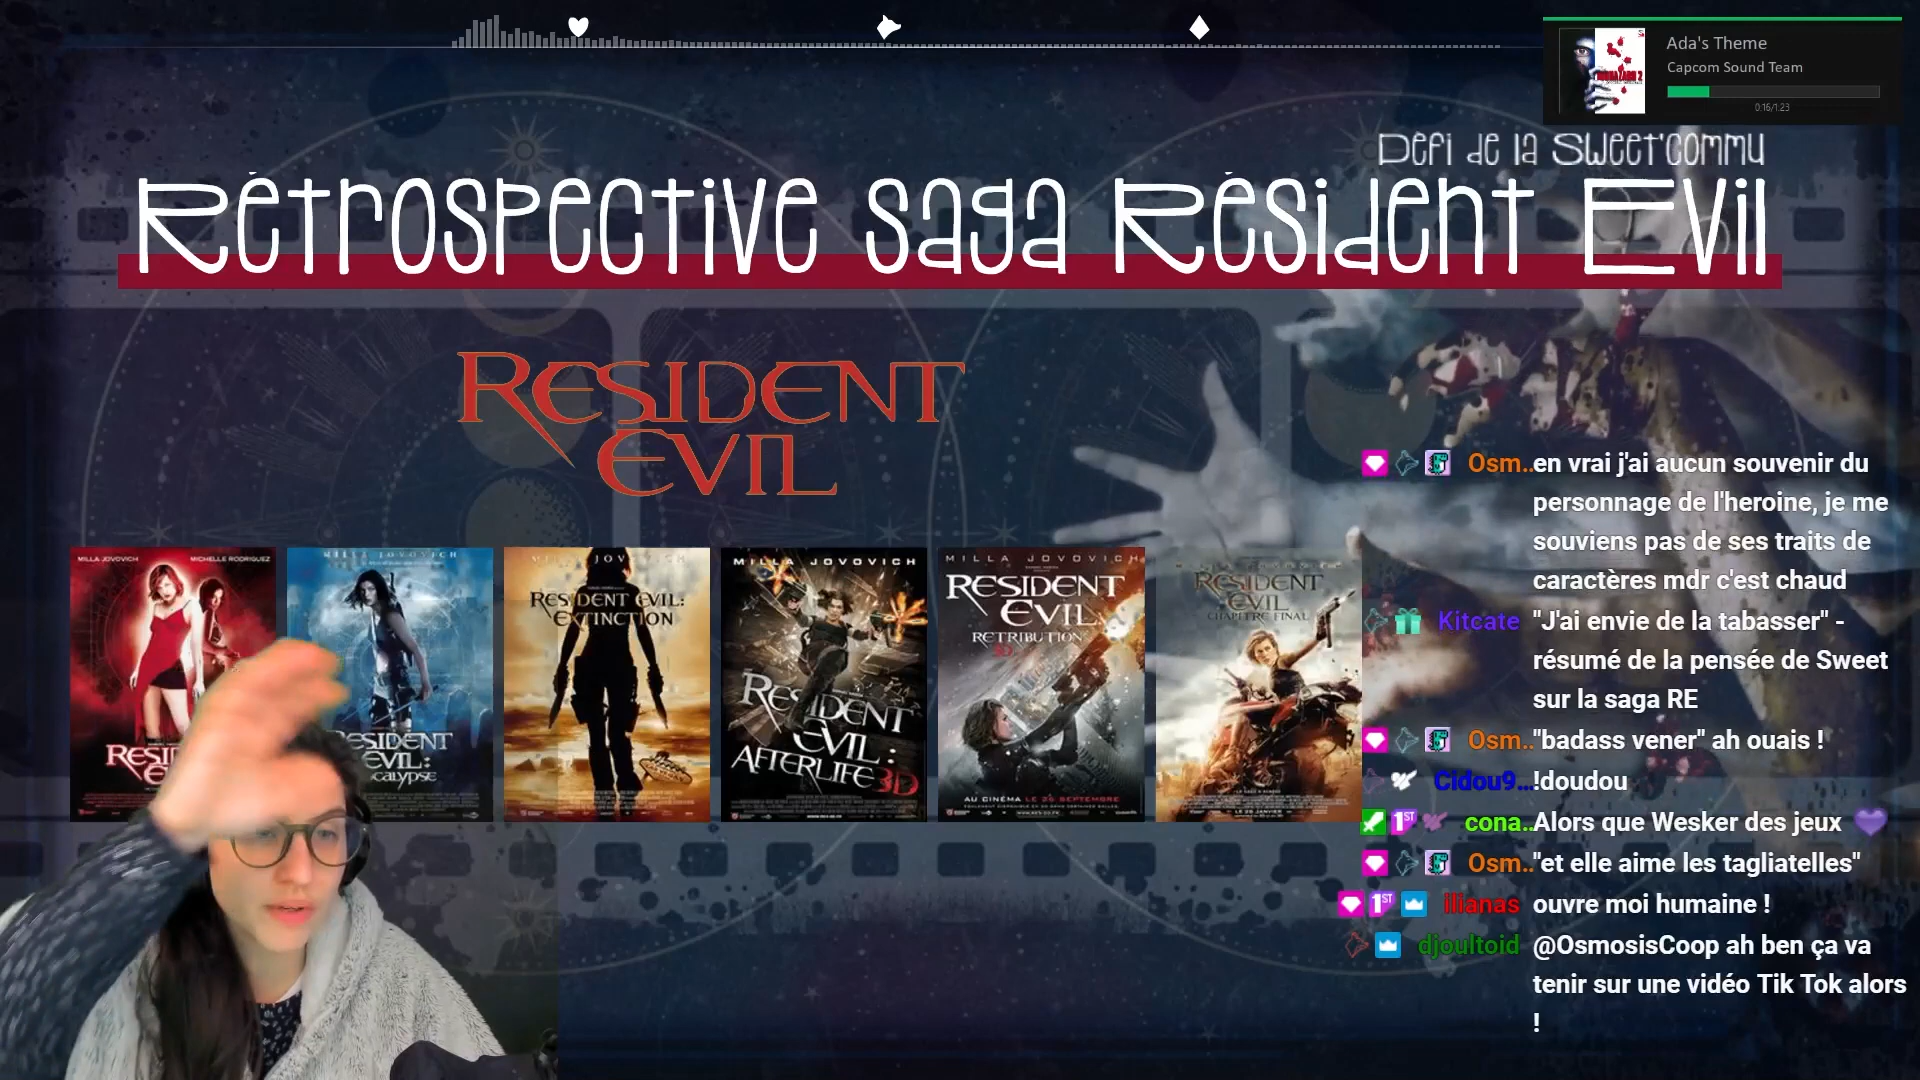 Ada's Theme
Capcom Sound Team
0:16/1:23
Défi de la Sweet'Commu
Rétrospective saga Résident Evil
RESIDENT
EVIL
MILLA JOVOVICH MICHELLE RODRIGUEZ
MILLA JOVOVICH
RESIDENT EVIL:
EXTINCTION
MILLA JOVOVICH
RESIDENT
EVIL:
AFTERLIFE 3D
MILLA JOVOVICH
RESIDENT
EVIL
RETRIBUTION
3D
AU CINÉMA LE 26 SEPTEMBRE
RESIDENT
EVIL
CHAPITRE FINAL
Osm..en vrai j'ai aucun souvenir du
personnage de l'heroine, je me
souviens pas de ses traits de
caractères mdr c'est chaud
Kitcate "J'ai envie de la tabasser" -
résumé de la pensée de Sweet
sur la saga RE
Osm.."badass vener" ah ouais !
Cidou9...!doudou
1ST cona..Alors que Wesker des jeux
Osm.."et elle aime les tagliatelles"
1ST ilianas ouvre moi humaine !
djoultoid @OsmosisCoop ah ben ça va
tenir sur une vidéo Tik Tok alors
!